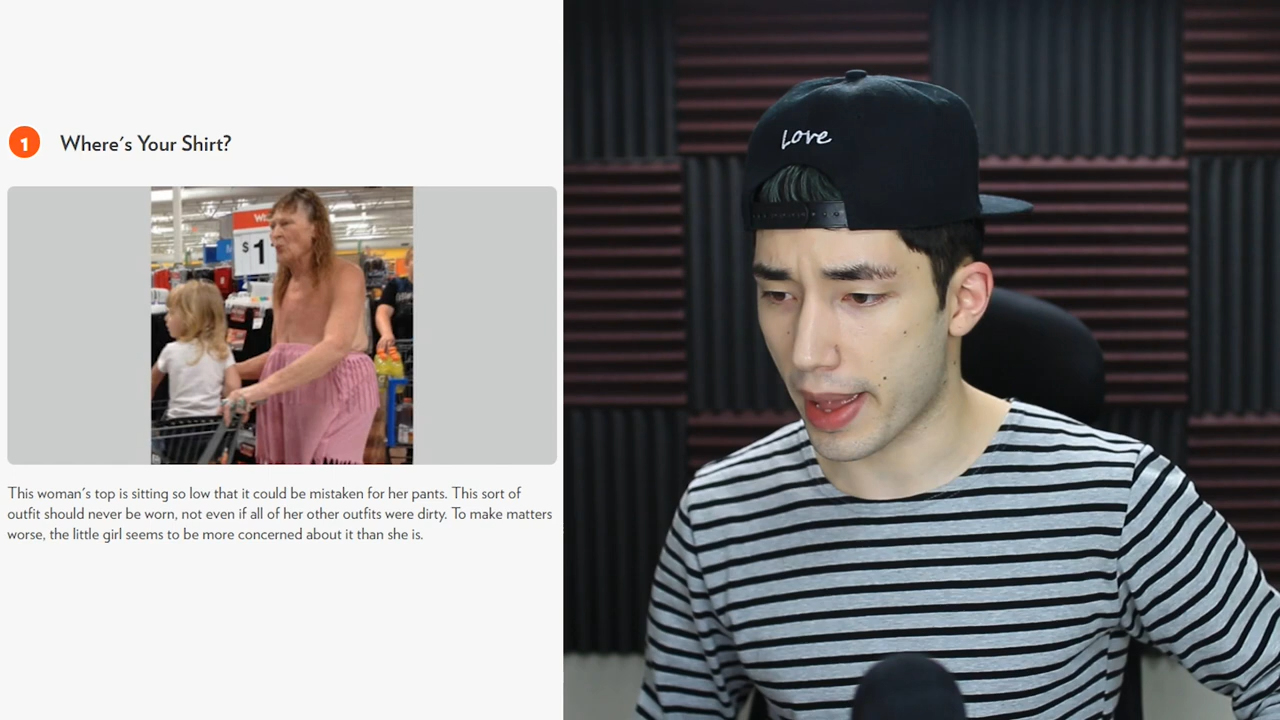 1 Where's Your Shirt?
$1
This woman's top is sitting so low that it could be mistaken for her pants. This sort of
outfit should never be worn, not even if all of her other outfits were dirty. To make matters
worse, the little girl seems to be more concerned about it than she is.
Love